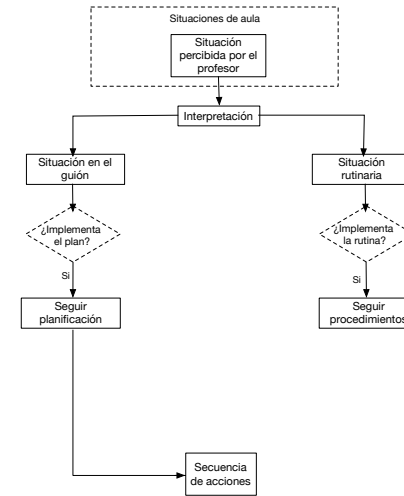 Situaciones de aula
Situación
percibida por el
profesor
Interpretación
Situación en el
guión
Situación
rutinaria
¿Implementa
el plan?
¿Implementa
la rutina?
Si
Si
Seguir
planificación
Seguir
procedimientos
Secuencia
de acciones